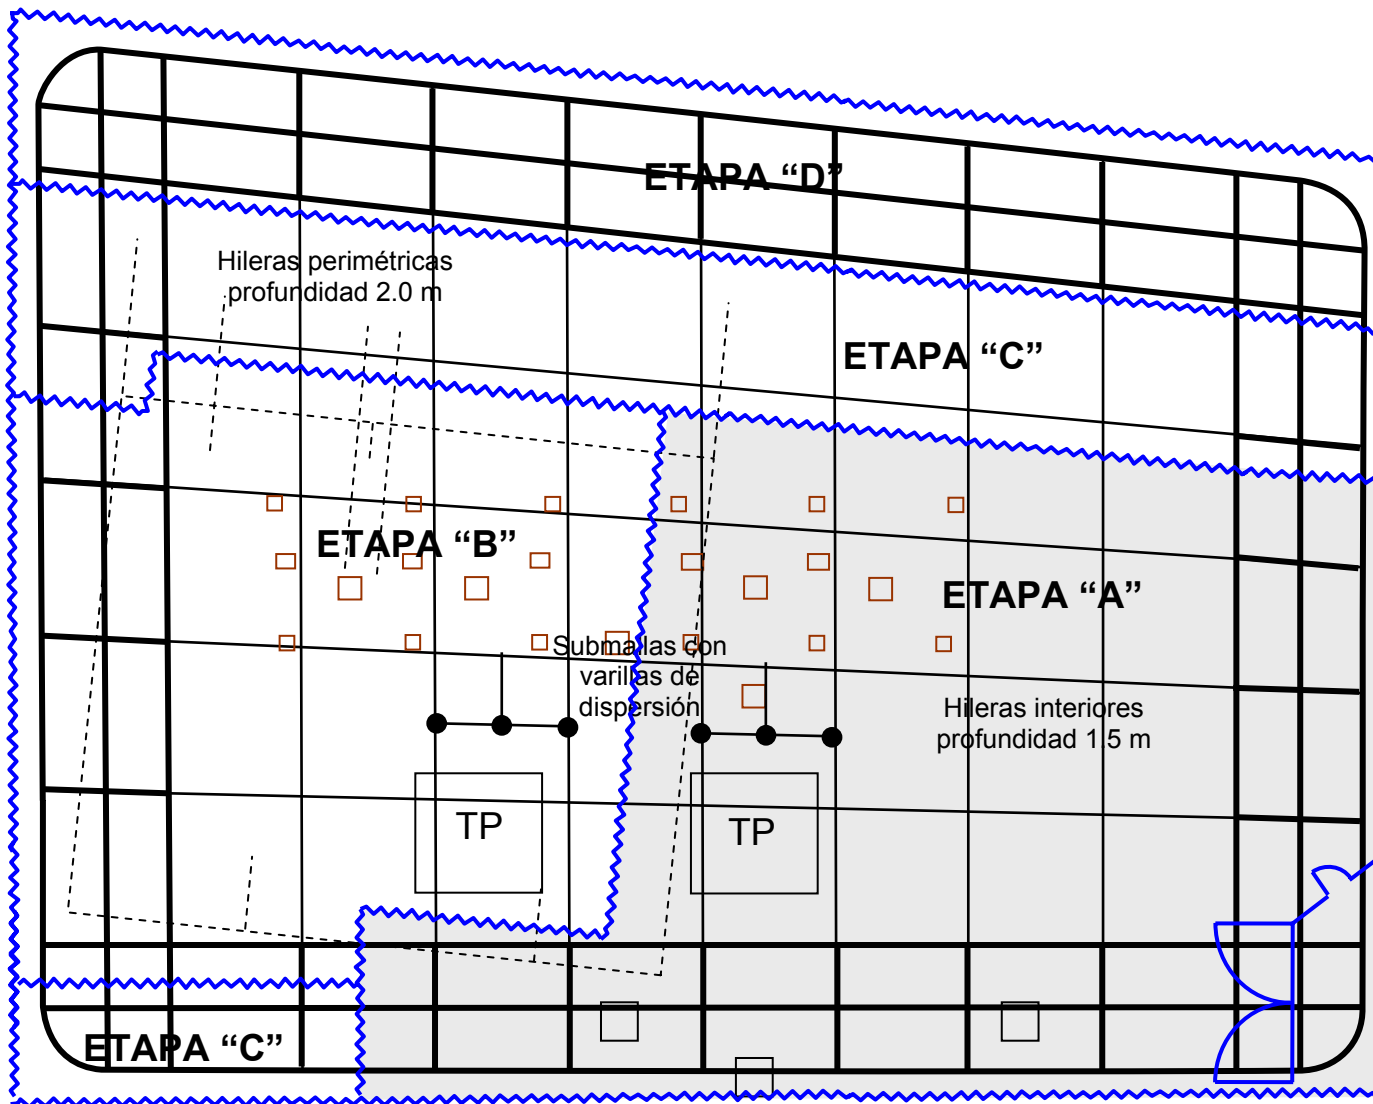 ETAPA “D”
Hileras perimétricas
profundidad 2.0 m
ETAPA “C”
ETAPA “B”
ETAPA “A”
Submallas con
varillas de
dispersión
Hileras interiores
profundidad 1.5 m
TP
TP
ETAPA “C”